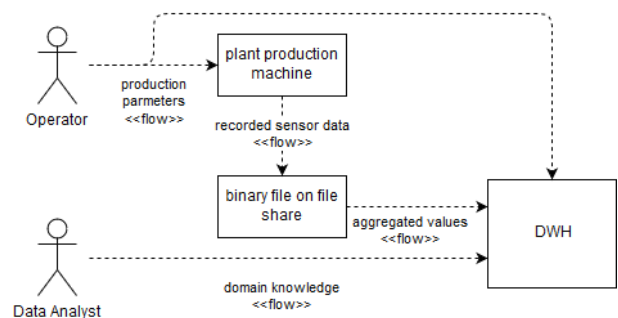 plant production
machine
production
parmeters
<<flow>>
Operator
recorded sensor data
<<flow>>
binary file on file
share
aggregated values
<<flow>>
DWH
domain knowledge
<<flow>>
Data Analyst